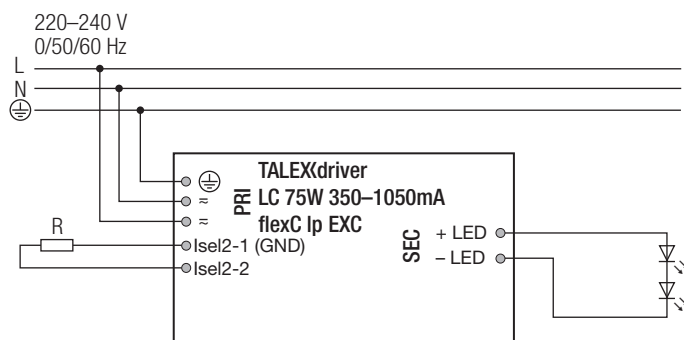 220–240 V
0/50/60 Hz
L
N
TALEXXdriver
PRI
LC 75W 350–1050mA
flexC lp EXC
≂
≂
R
Isel2-1 (GND)
Isel2-2
SEC
+ LED
– LED